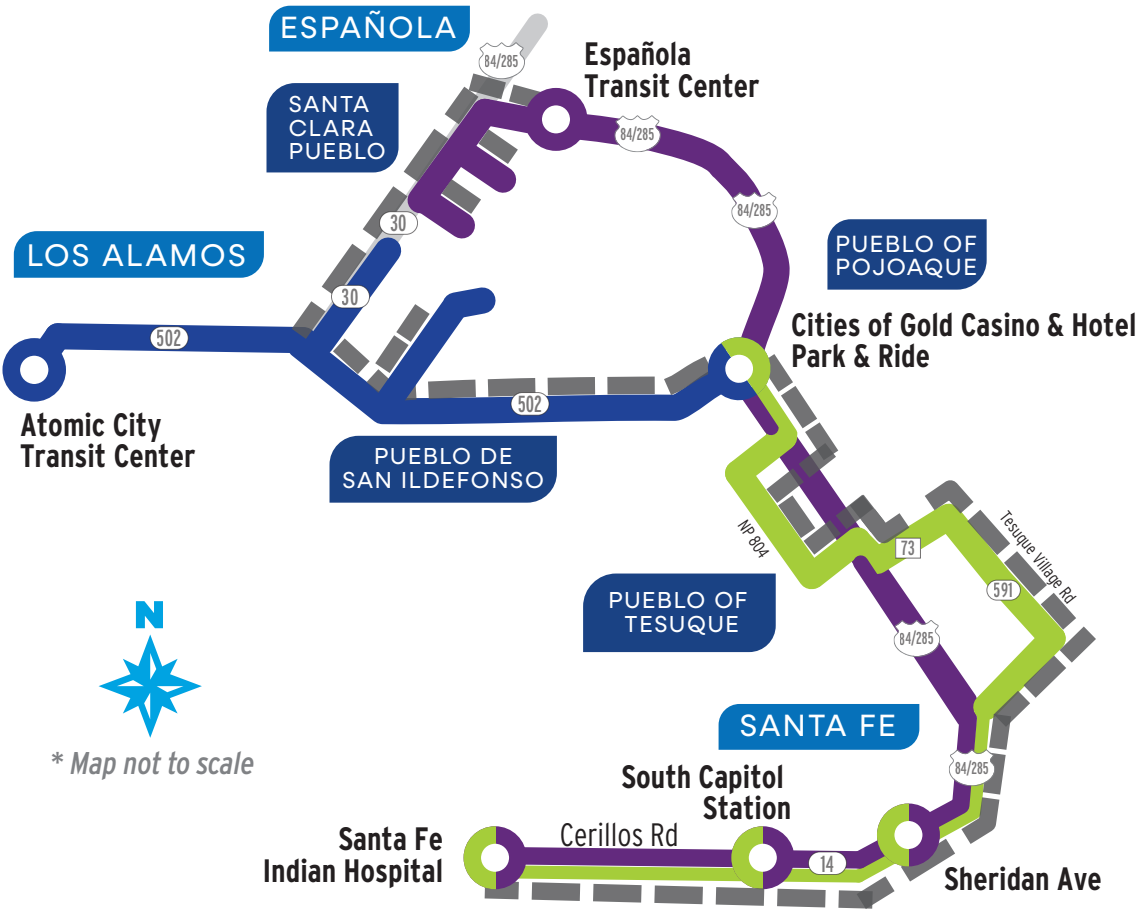 ESPAÑOLA
84/285
Española
Transit Center
SANTA
CLARA
PUEBLO
84/285
84/285
30
LOS ALAMOS
PUEBLO OF
POJOAQUE
30
502
Cities of Gold Casino & Hotel
Park & Ride
Atomic City
Transit Center
502
PUEBLO DE
SAN ILDEFONSO
NP 804
73
Tesuque Village Rd
591
PUEBLO OF
TESUQUE
84/285
N
* Map not to scale
SANTA FE
84/285
South Capitol
Station
Santa Fe
Indian Hospital
Cerillos Rd
14
Sheridan Ave